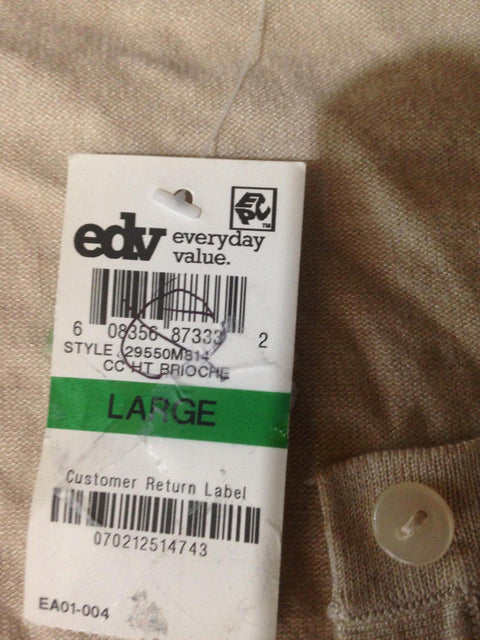 EPC™
edv everyday
value.
6 08356 87333 2
STYLE 29550M814
CC HT BRIOCHE
LARGE
Customer Return Label
070212514743
EA01-004